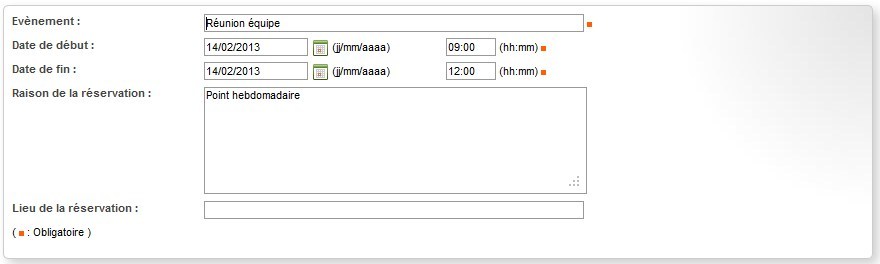 Evènement : Réunion équipe
Date de début : 14/02/2013 (jj/mm/aaaa) 09:00 (hh:mm)
Date de fin : 14/02/2013 (jj/mm/aaaa) 12:00 (hh:mm)
Raison de la réservation : Point hebdomadaire
Lieu de la réservation :
( ■ : Obligatoire )